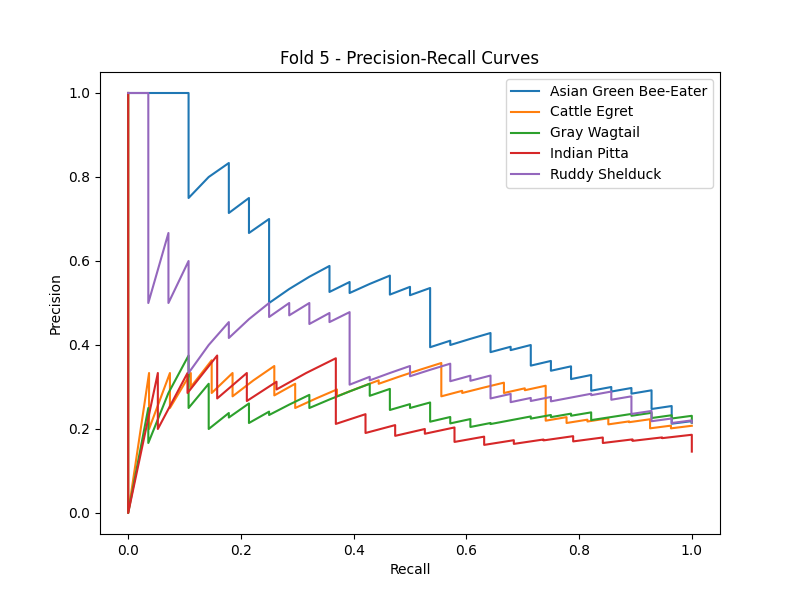 Fold 5 - Precision-Recall Curves
Asian Green Bee-Eater
Cattle Egret
Gray Wagtail
Indian Pitta
Ruddy Shelduck
Precision
1.0
0.8
0.6
0.4
0.2
0.0
0.0 0.2 0.4 0.6 0.8 1.0
Recall